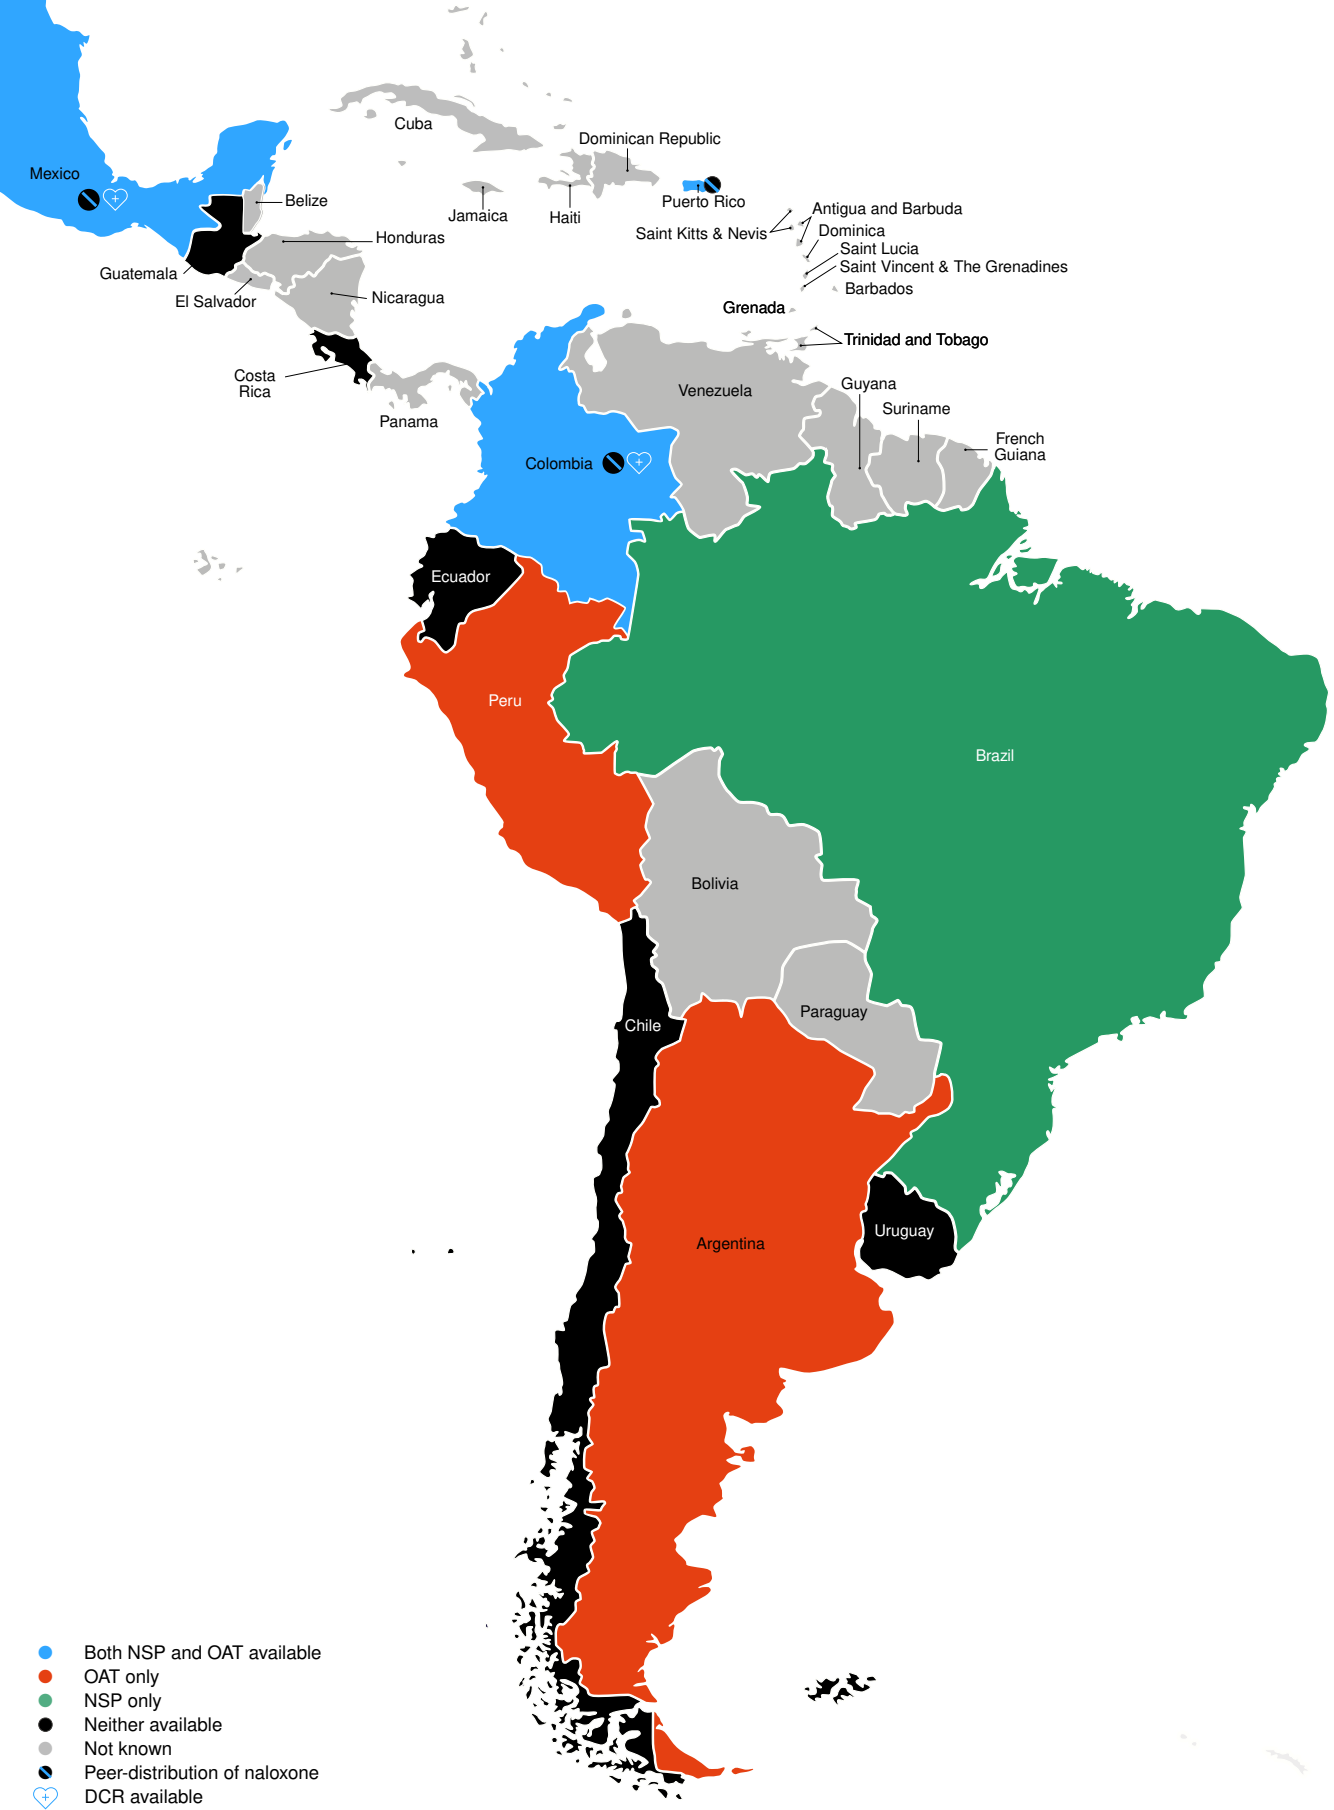 Cuba
Dominican Republic
Mexico
Belize
Jamaica
Haiti
Puerto Rico
Antigua and Barbuda
Saint Kitts & Nevis
Dominica
Honduras
Saint Lucia
Guatemala
Saint Vincent & The Grenadines
El Salvador
Nicaragua
Barbados
Grenada
Trinidad and Tobago
Costa
Rica
Venezuela
Guyana
Panama
Suriname
French
Guiana
Colombia
Ecuador
Peru
Brazil
Bolivia
Paraguay
Chile
Uruguay
Argentina
Both NSP and OAT available
OAT only
NSP only
Neither available
Not known
Peer-distribution of naloxone
DCR available